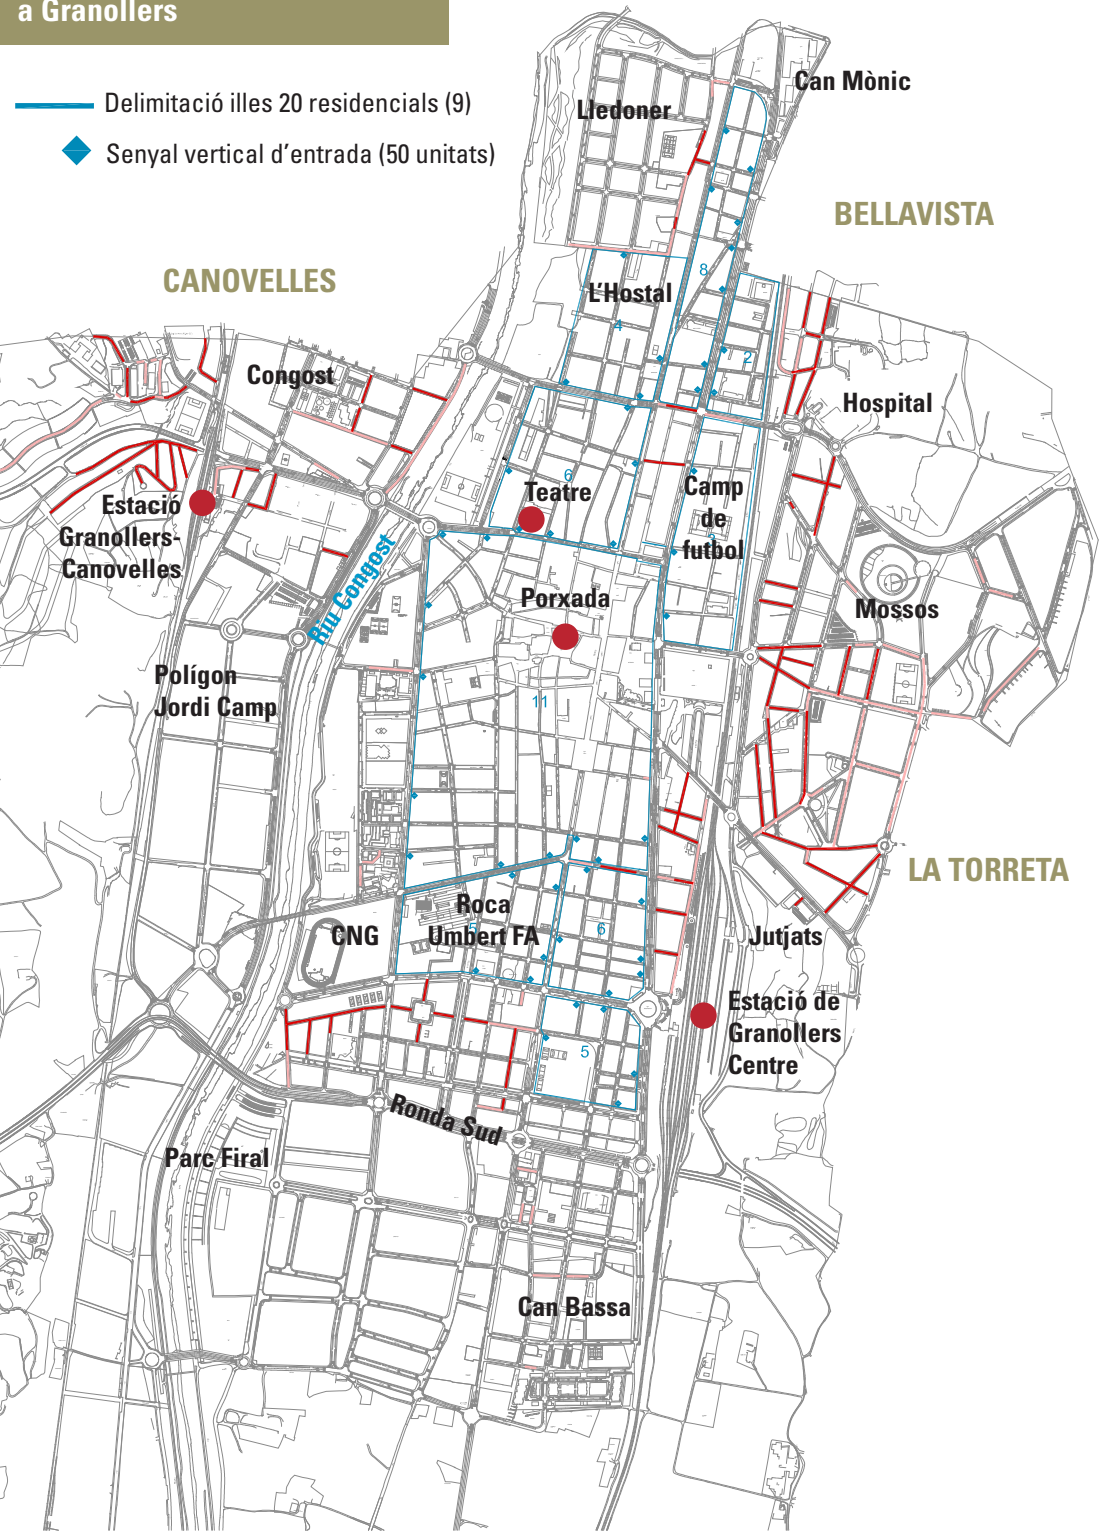 a Granollers
Delimitació illes 20 residencials (9)
Senyal vertical d'entrada (50 unitats)
Can Mònic
Lledoner
BELLAVISTA
CANOVELLES
8
L'Hostal
4
2
Congost
Hospital
6
Teatre
Camp
de
futbol
Estació
Granollers-
Canovelles
Riu Congost
Porxada
Mossos
Polígon
Jordi Camp
11
LA TORRETA
Roca
Umbert FA
5
6
CNG
Jutjats
Estació de
Granollers
Centre
5
Ronda Sud
Parc Firal
Can Bassa